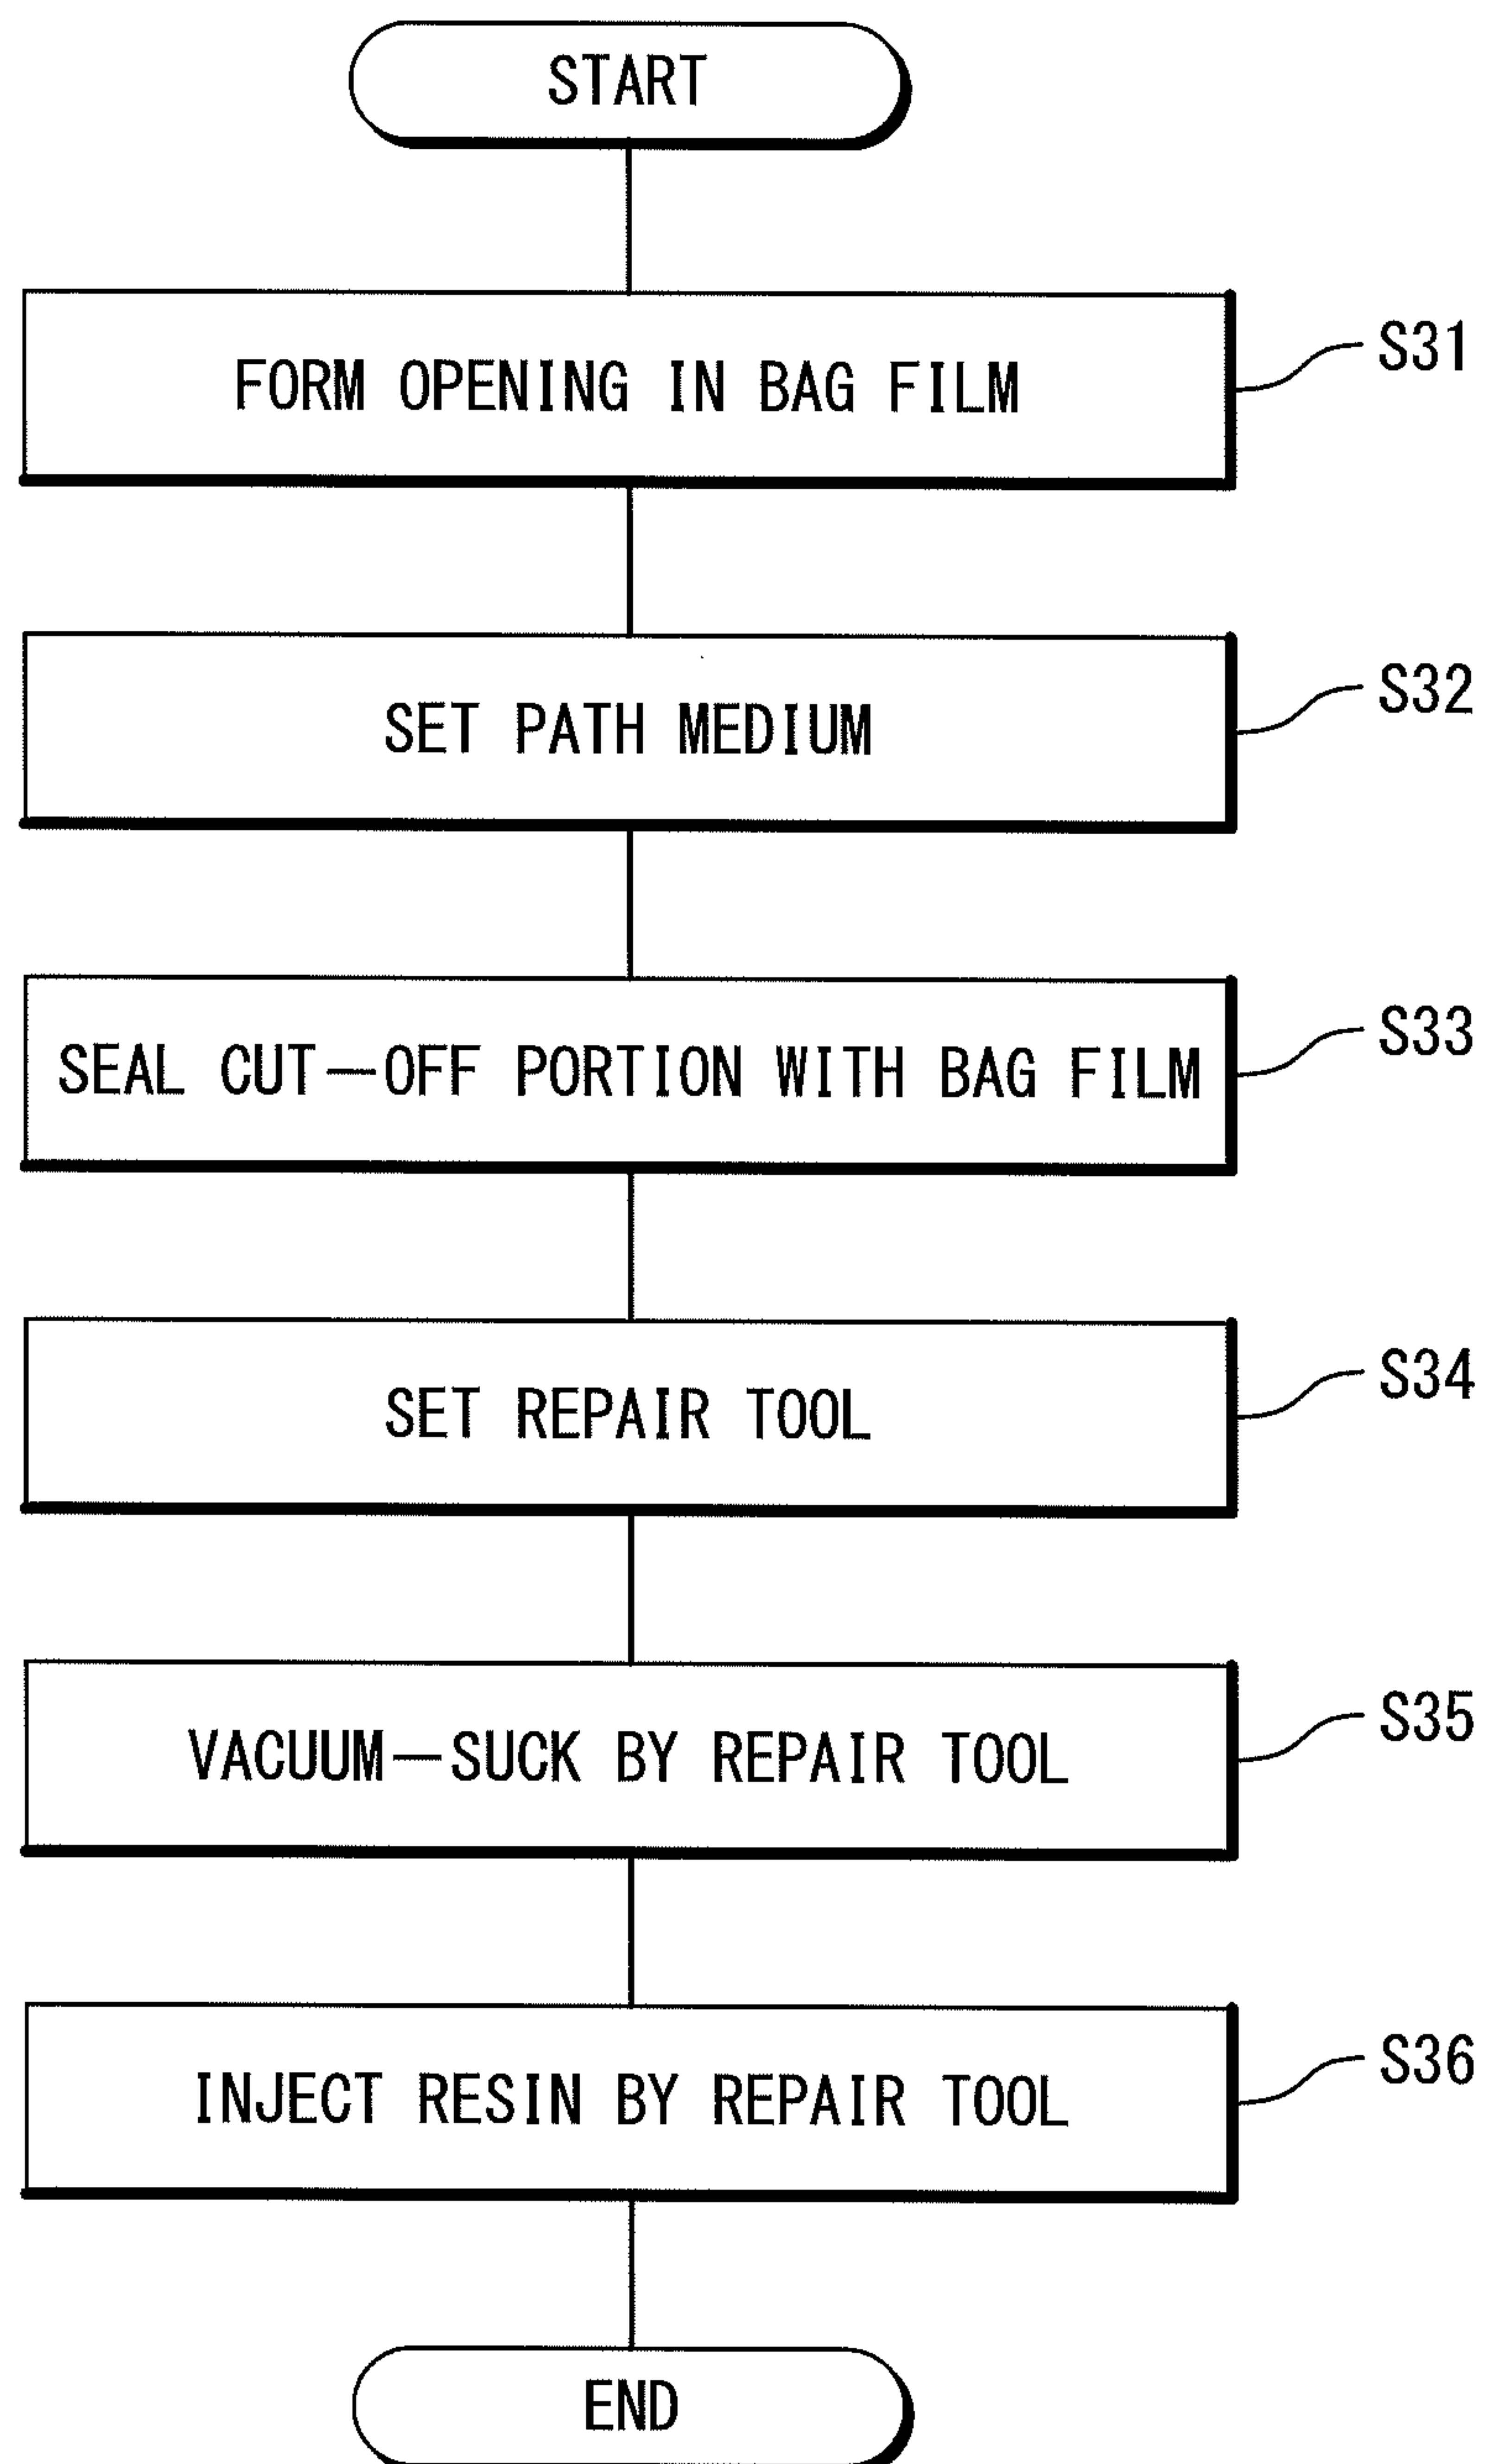 START
FORM OPENING IN BAG FILM
S31
SET PATH MEDIUM
S32
SEAL CUT—OFF PORTION WITH BAG FILM
S33
SET REPAIR TOOL
S34
VACUUM—SUCK BY REPAIR TOOL
S35
INJECT RESIN BY REPAIR TOOL
S36
END